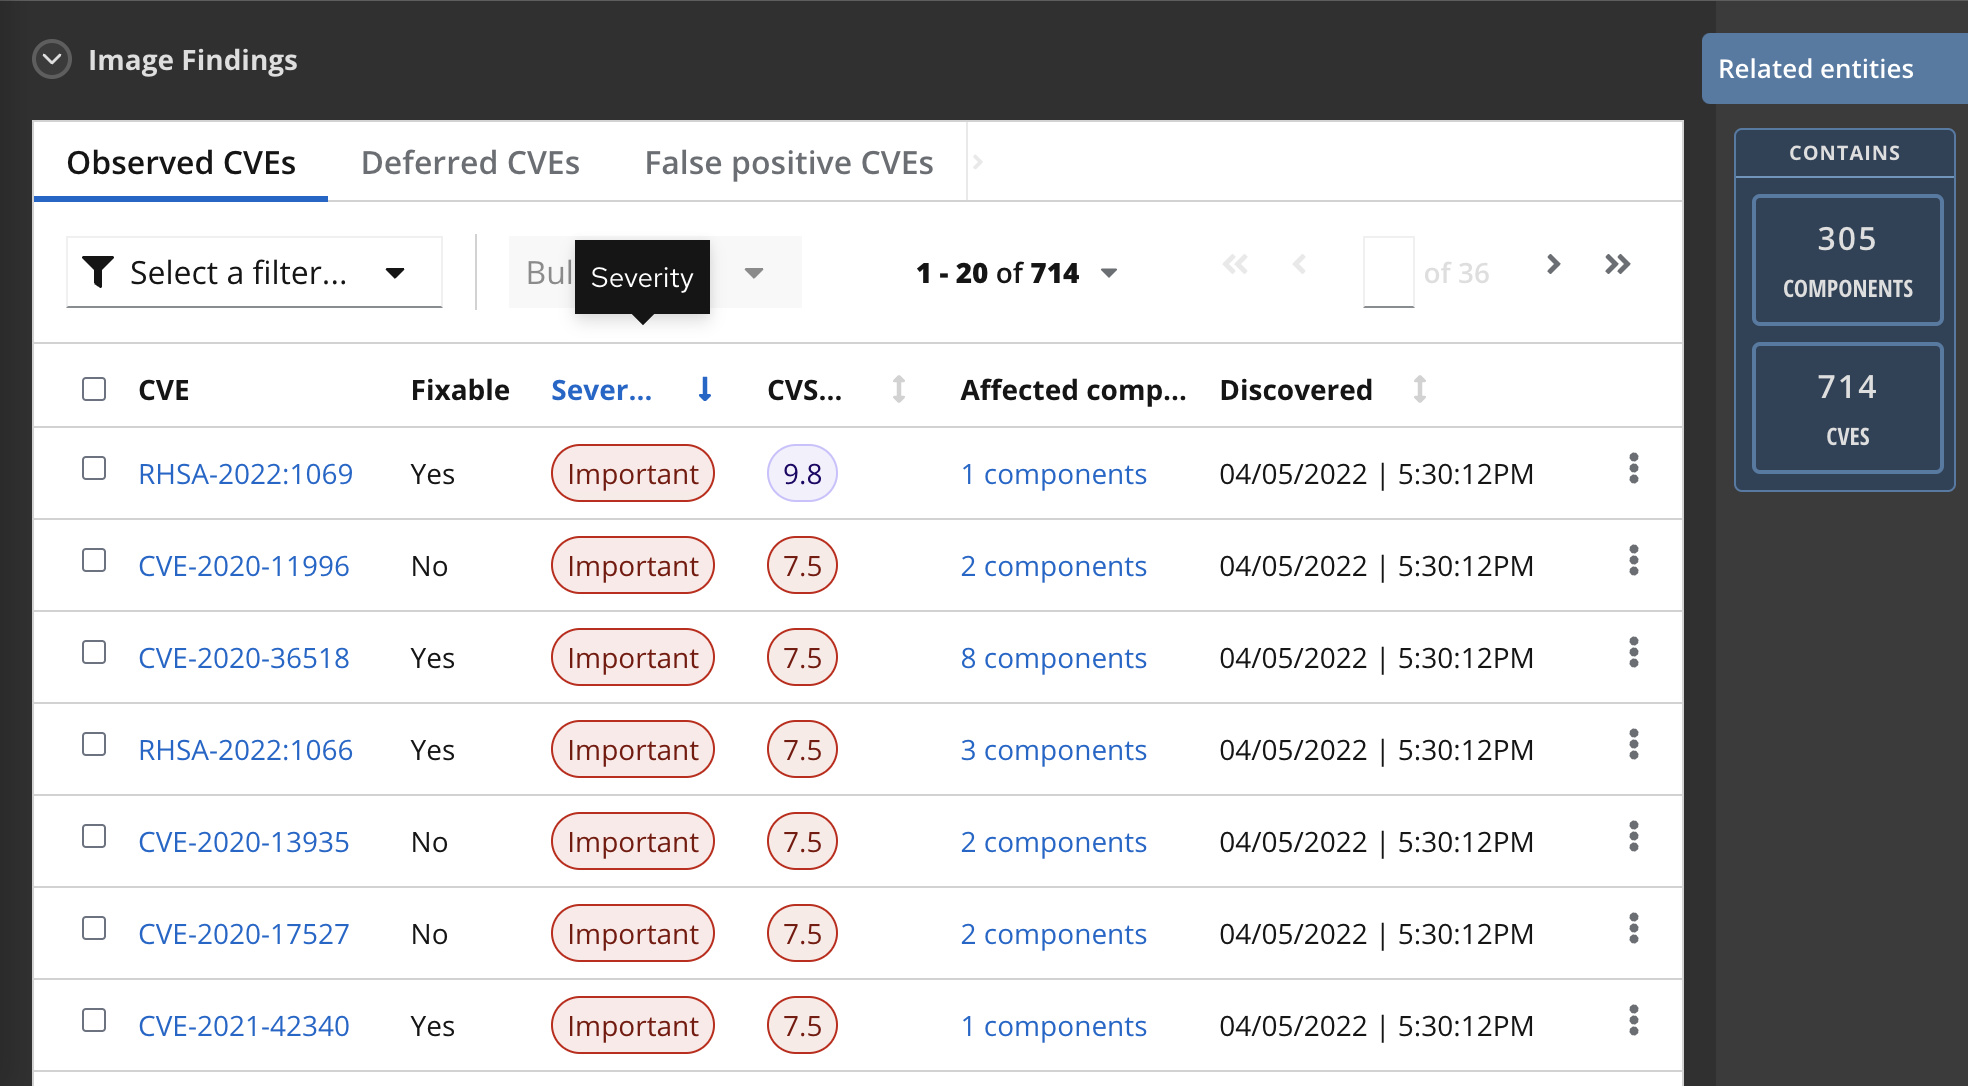 Image Findings
Related entities
Observed CVEs Deferred CVEs False positive CVEs
CONTAINS
305
COMPONENTS
714
CVES
Select a filter... Bul Severity 1 - 20 of 714 of 36
CVE Fixable Sever... CVS... Affected comp... Discovered
RHSA-2022:1069 Yes Important 9.8 1 components 04/05/2022 | 5:30:12PM
CVE-2020-11996 No Important 7.5 2 components 04/05/2022 | 5:30:12PM
CVE-2020-36518 Yes Important 7.5 8 components 04/05/2022 | 5:30:12PM
RHSA-2022:1066 Yes Important 7.5 3 components 04/05/2022 | 5:30:12PM
CVE-2020-13935 No Important 7.5 2 components 04/05/2022 | 5:30:12PM
CVE-2020-17527 No Important 7.5 2 components 04/05/2022 | 5:30:12PM
CVE-2021-42340 Yes Important 7.5 1 components 04/05/2022 | 5:30:12PM